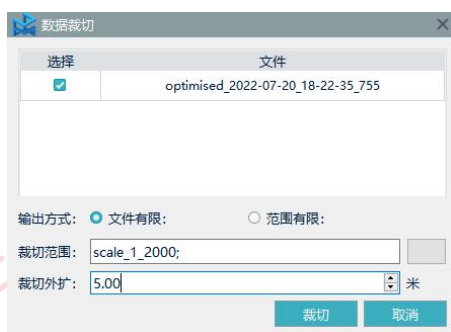 数据裁切
选择 文件
optimised_2022-07-20_18-22-35_755
输出方式： 文件有限： 范围有限：
裁切范围： scale_1_2000;
裁切外扩： 5.00 米
裁切 取消